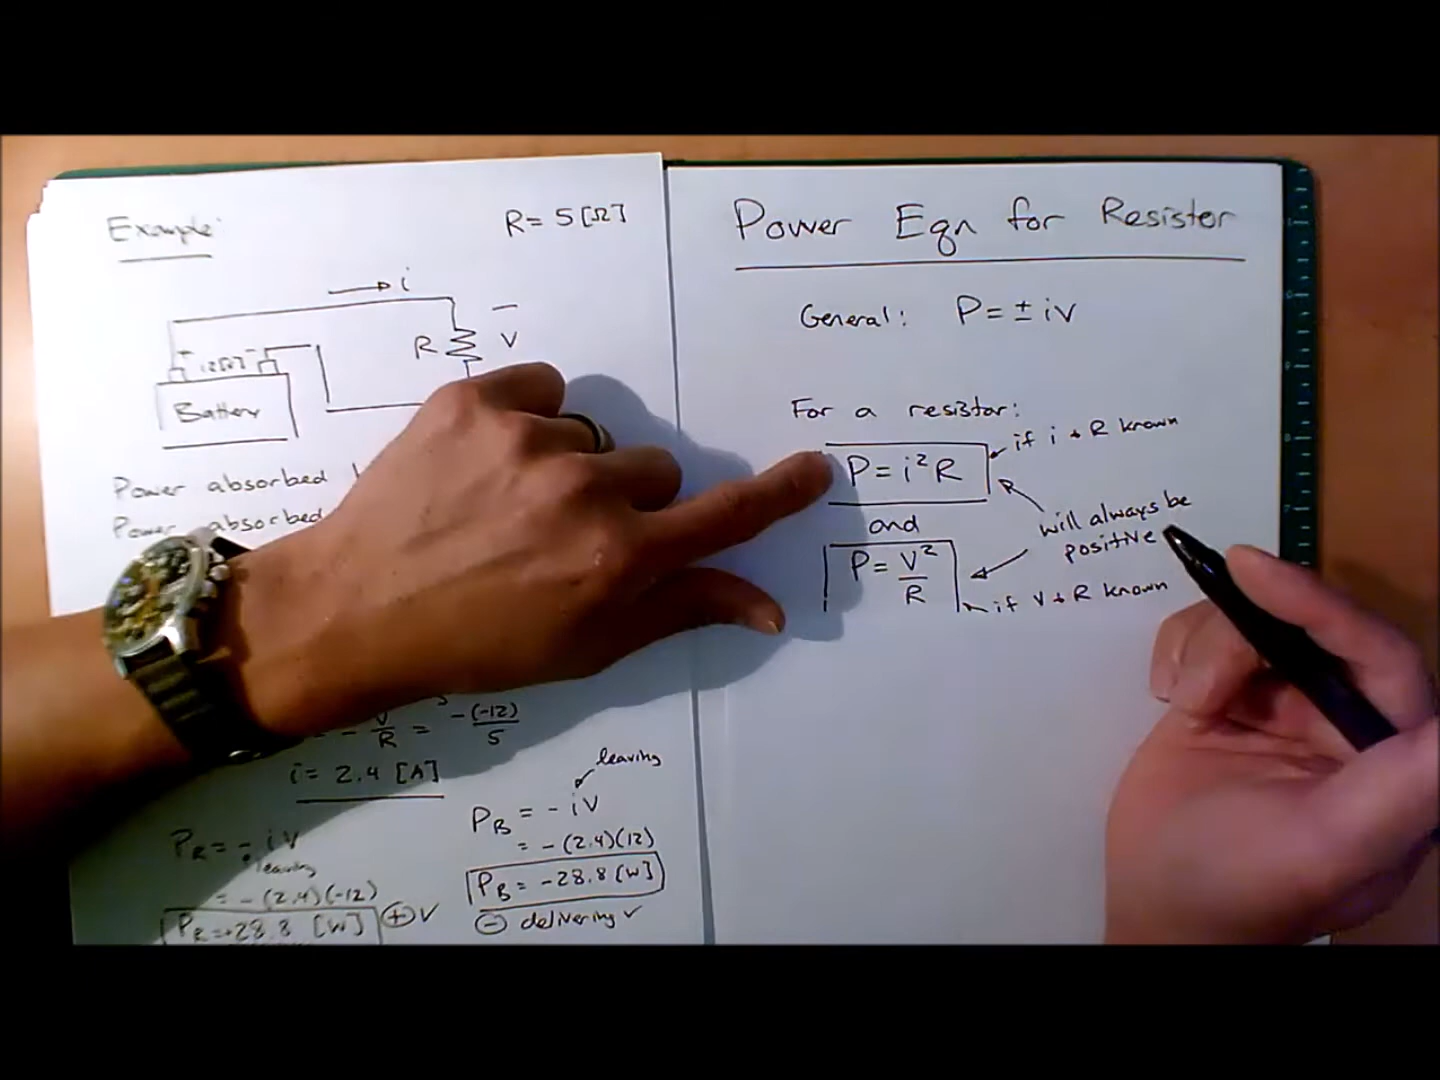 Example:
R = 5 [Ω]
i
+ 12[Ω] -
R
-
V
Battery
Power absorbed
Power absorbed
Power Eqn for Resistor
General: P = ± iv
For a resistor:
P = i²R
if i + R known
and
will always be
positive
P = V²/R
if V + R known
= - V/R = -(-12)/5
i = 2.4 [A]
P_R = - iV
leaving
= -(2.4)(-12)
P_R = +28.8 [W] ⊕ ✓
leaving
P_B = - iV
= -(2.4)(12)
P_B = -28.8 [W]
⊖ delivering ✓